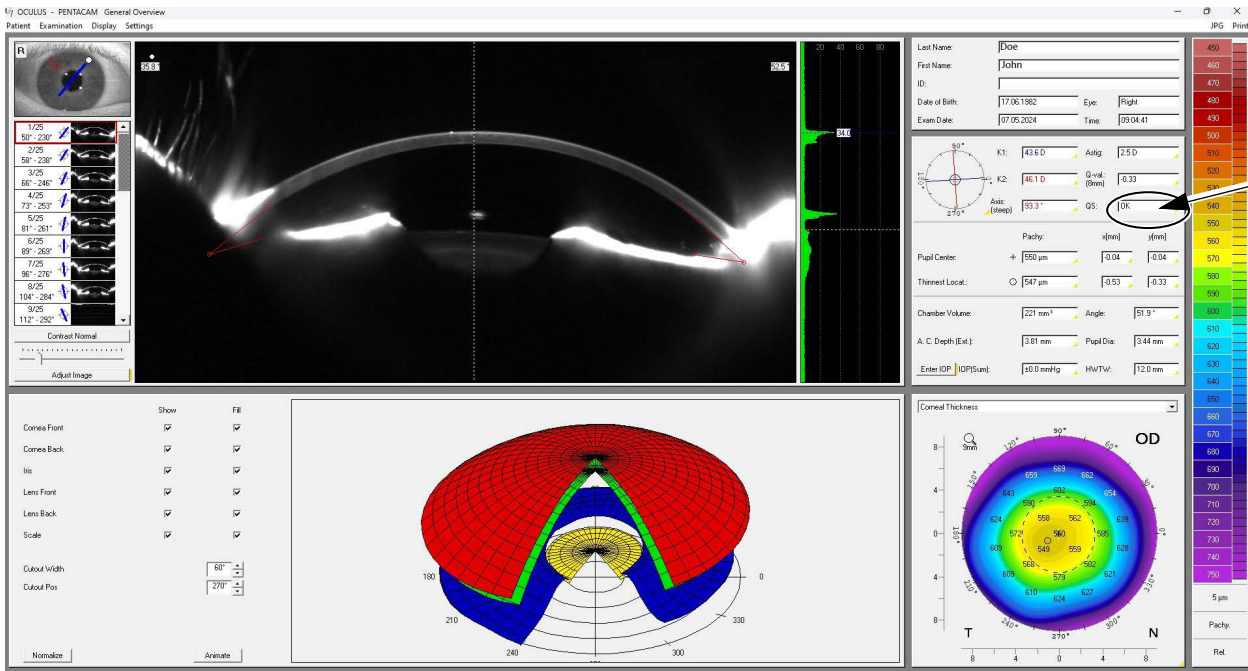 OCULUS - PENTACAM General Overview
Patient Examination Display Settings
JPG Print
R
1/25
50° - 230°
2/25
58° - 238°
3/25
66° - 246°
4/25
73° - 253°
5/25
81° - 261°
6/25
89° - 269°
7/25
96° - 276°
8/25
104° - 284°
9/25
112° - 292°
Contrast Normal
Adjust Image
35.8°
52.5°
20 40 60 80
34.0
Last Name: Doe
First Name: John
ID:
Date of Birth: 17.06.1982 Eye: Right
Exam Date: 07.05.2024 Time: 09:04:41
90°
180°
270°
K1: 43.6 D Astig: 2.5 D
K2: 46.1 D Q-val.: (8mm) -0.33
Axis: (steep) 93.3 ° QS: OK
Pachy: x[mm] y[mm]
Pupil Center: + 550 µm -0.04 -0.04
Thinnest Locat.: O 547 µm -0.53 -0.33
Chamber Volume: 221 mm³ Angle: 51.9 °
A. C. Depth (Ext.): 3.81 mm Pupil Dia: 3.44 mm
Enter IOP IOP(Sum): ±0.0 mmHg HWTW: 12.0 mm
Show Fill
Cornea Front
Cornea Back
Iris
Lens Front
Lens Back
Scale
Cutout Width 60°
Cutout Pos 270°
Normalize Animate
180
210
240
300
330
0
Corneal Thickness
9mm
OD
90°
120°
60°
150°
30°
180°
0°
210°
330°
240°
300°
270°
8
4
0
4
8
669
659 662
643 602 654
590 594
624 558 562 639
572 560 585
609 549 559 628
568 582
609 579 621
610 627
624
T N
8 4 0 4 8
450
460
470
480
490
500
510
520
530
540
550
560
570
580
590
600
610
620
630
640
650
660
670
680
690
700
710
720
730
740
750
5 µm
Pachy
Rel.